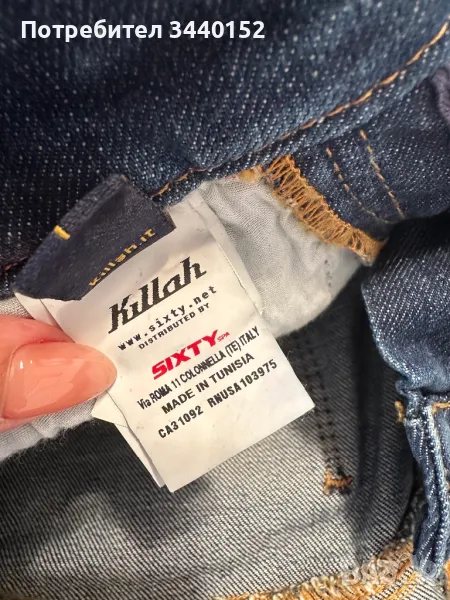 Потребител 3440152
killah.it
Killah
www.sixty.net
DISTRIBUTED BY
SIXTY SPA
Via ROMA 11 COLONNELLA (TE) ITALY
MADE IN TUNISIA
CA31092 RNUSA103975